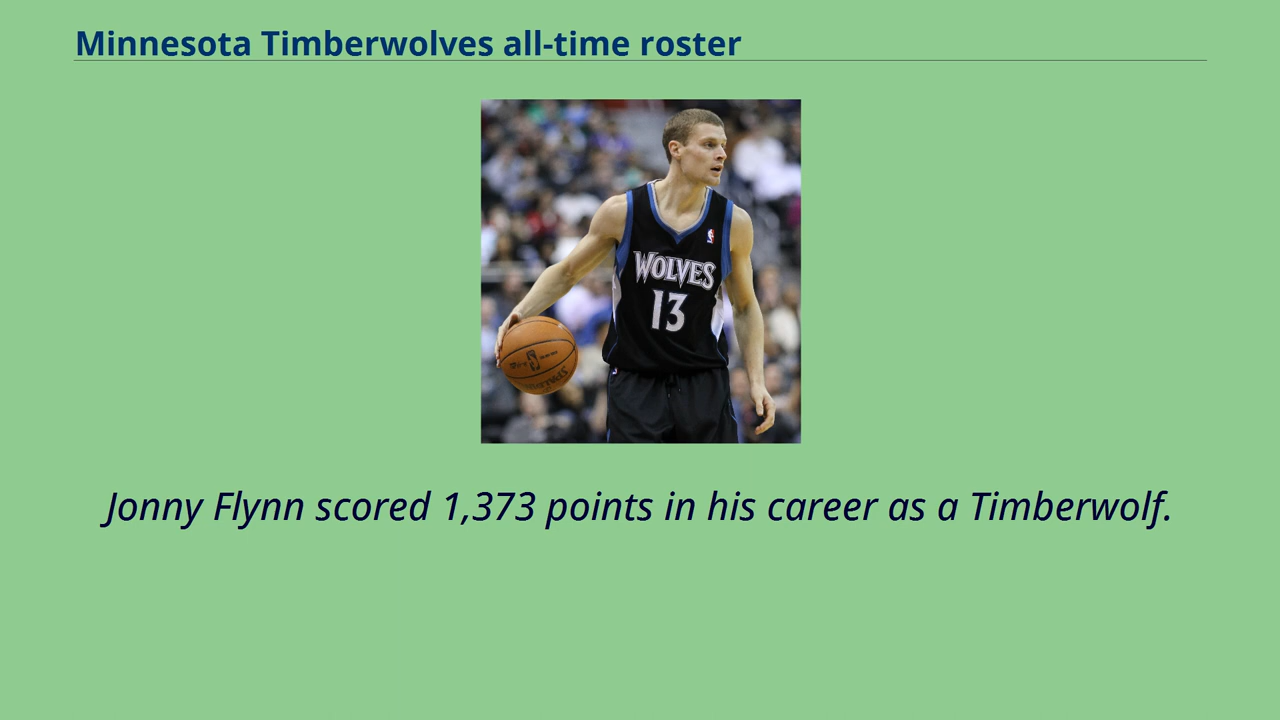 Minnesota Timberwolves all-time roster
WOLVES
13
Jonny Flynn scored 1,373 points in his career as a Timberwolf.